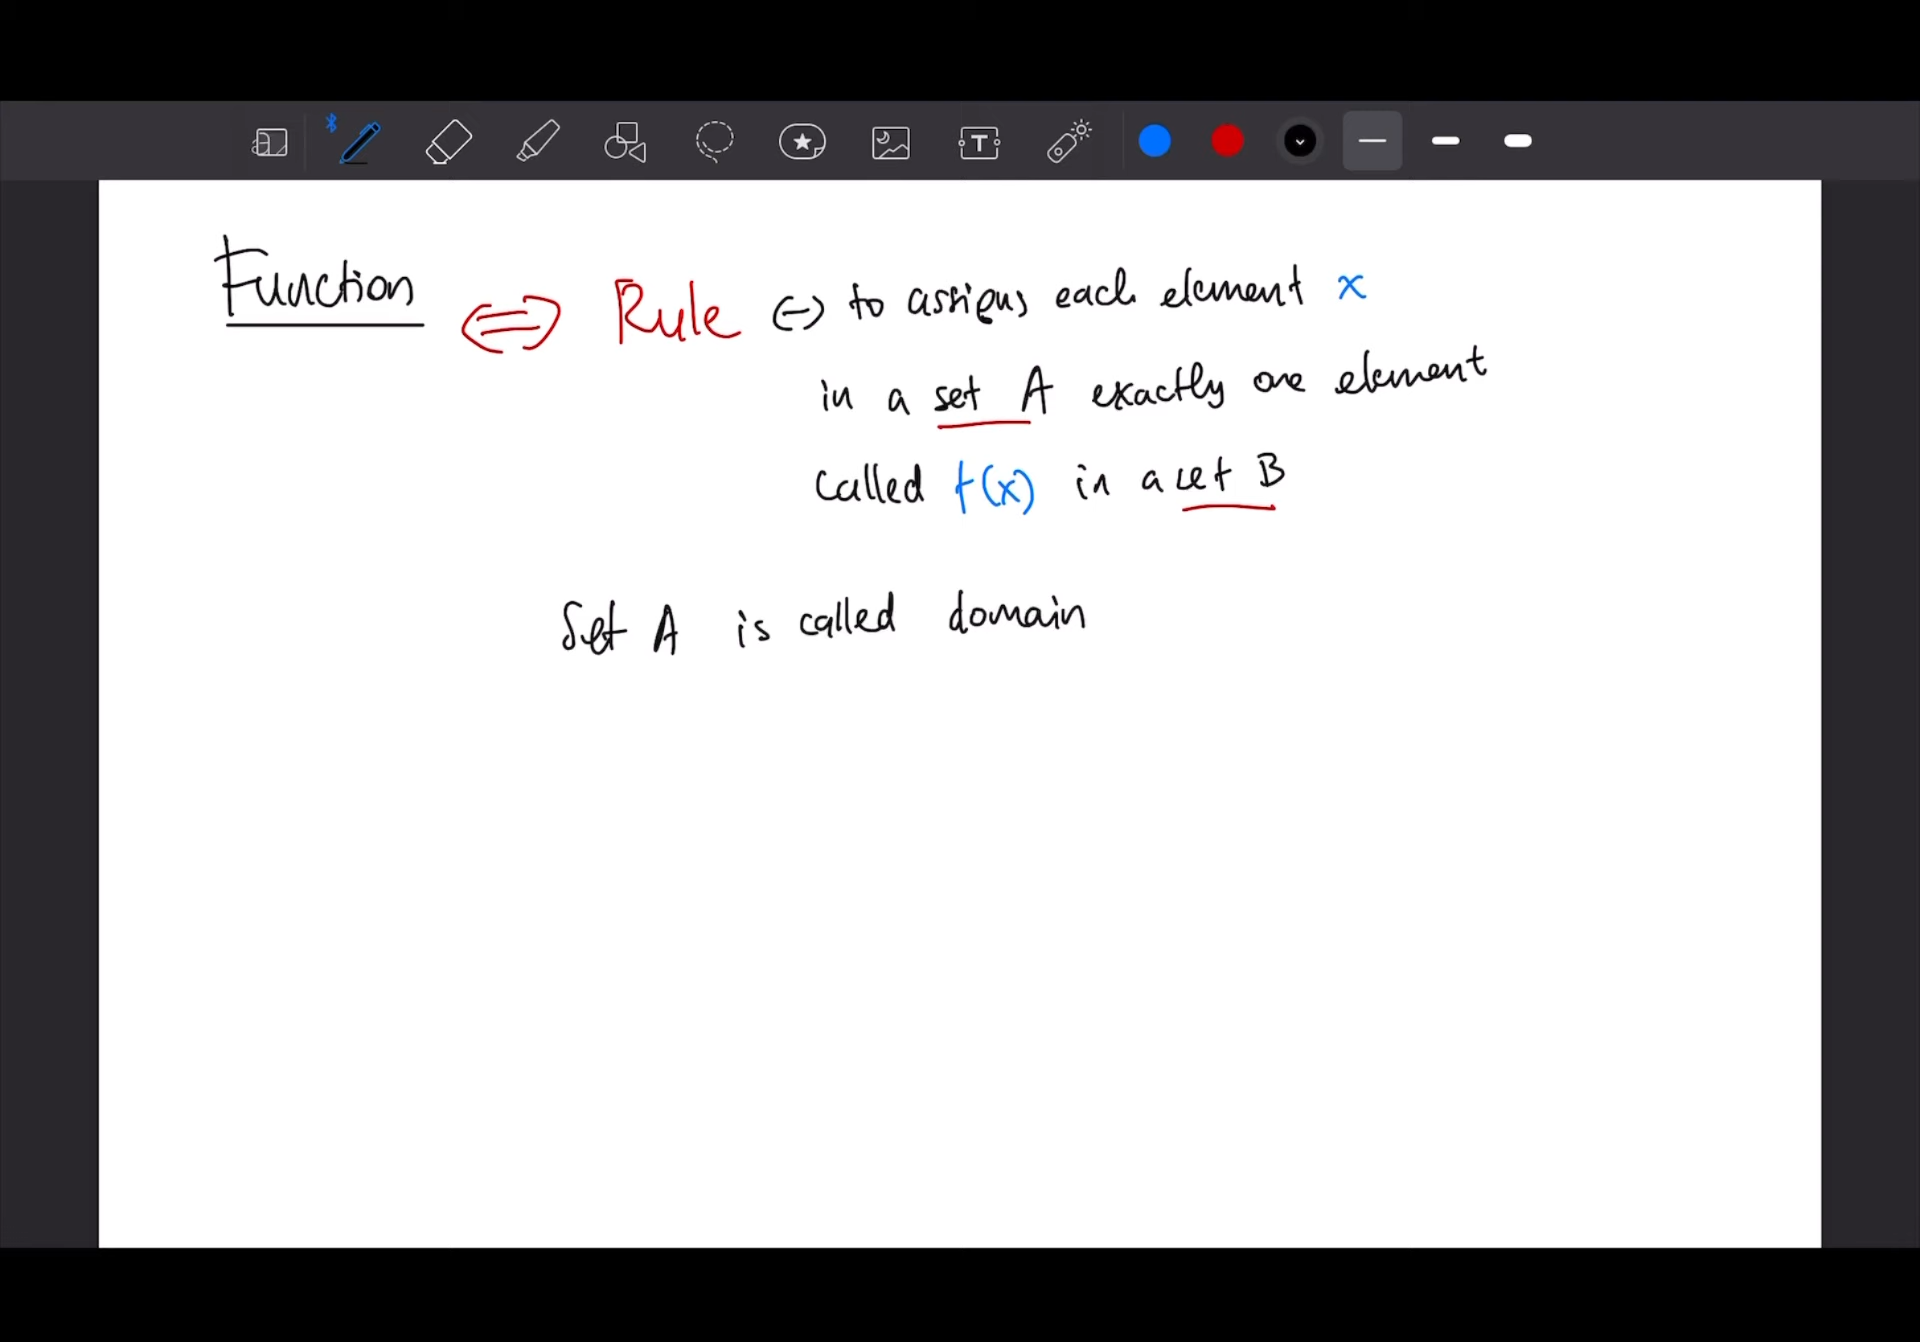 Function ⇔ Rule ↔ to assigns each element x
in a set A exactly one element
called f(x) in a set B
Set A is called domain